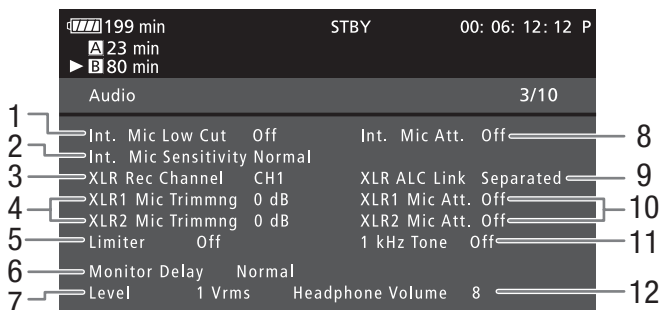 199 min STBY 00: 06: 12: 12 P
A 23 min
B 80 min
Audio 3/10
1 Int. Mic Low Cut Off Int. Mic Att. Off 8
2 Int. Mic Sensitivity Normal
3 XLR Rec Channel CH1 XLR ALC Link Separated 9
4 XLR1 Mic Trimmng 0 dB XLR1 Mic Att. Off 10
XLR2 Mic Trimmng 0 dB XLR2 Mic Att. Off
5 Limiter Off 1 kHz Tone Off 11
6 Monitor Delay Normal
7 Level 1 Vrms Headphone Volume 8 12